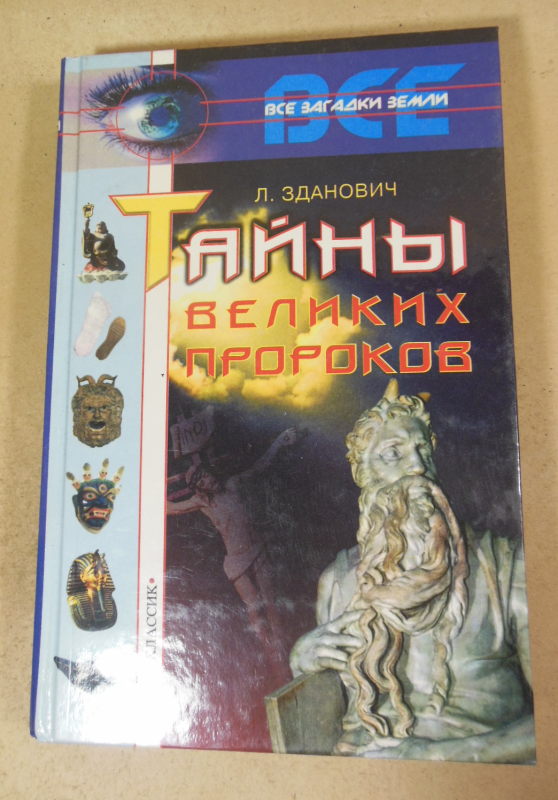 ВСЕ
ВСЕ ЗАГАДКИ ЗЕМЛИ
Л. ЗДАНОВИЧ
ТАЙНЫ
ВЕЛИКИХ
ПРОРОКОВ
ЛАССИК